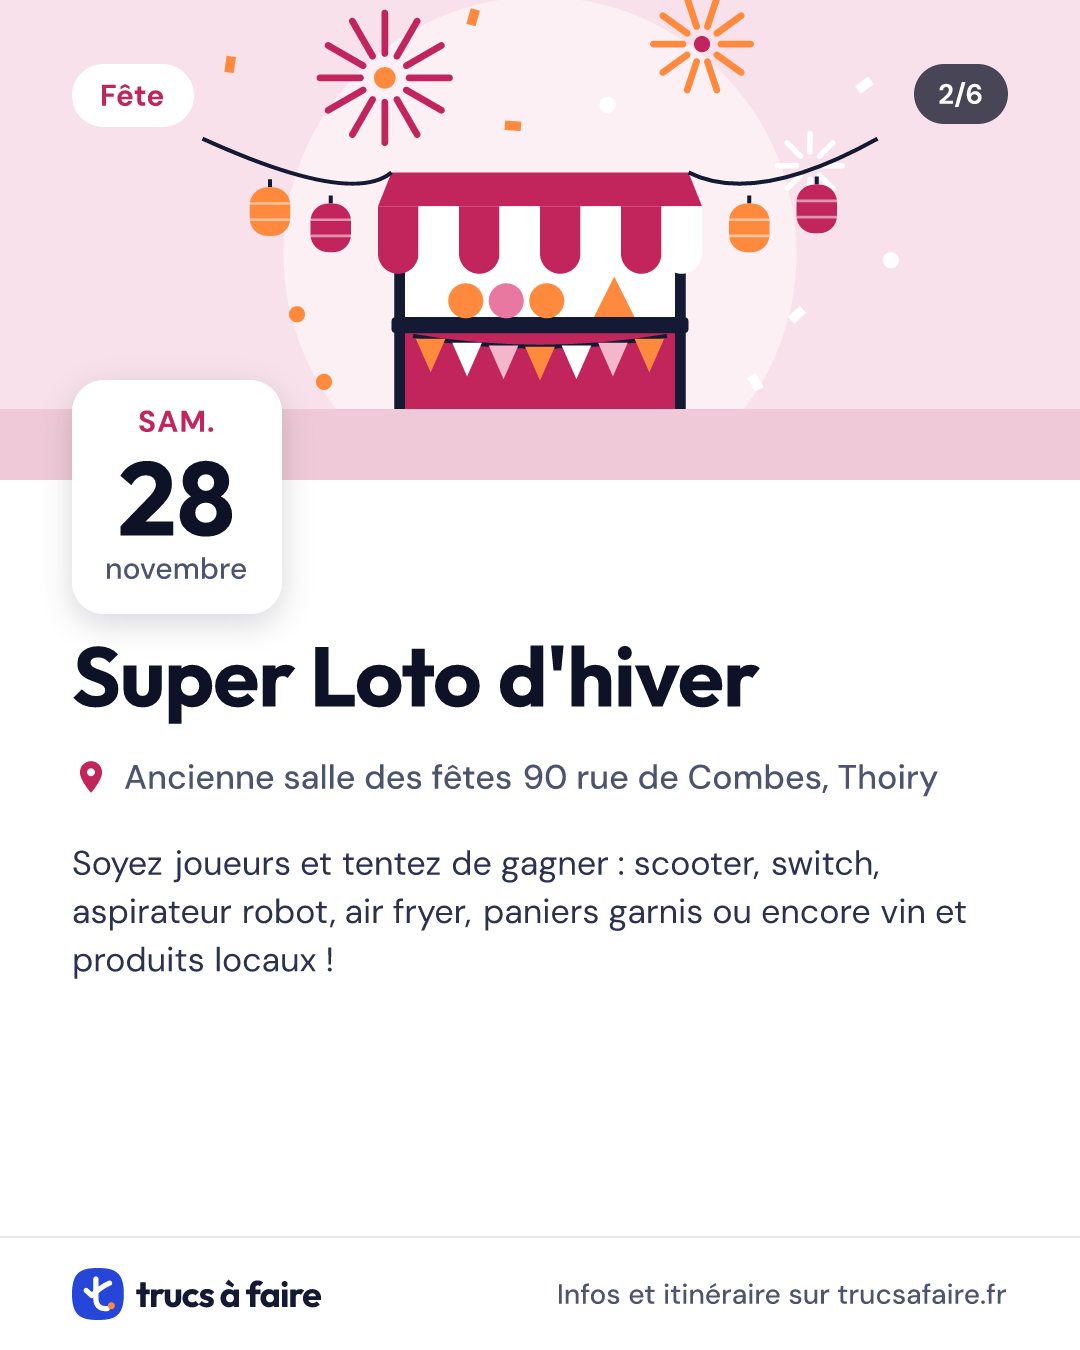 Fête
2/6
SAM.
28
novembre
Super Loto d'hiver
Ancienne salle des fêtes 90 rue de Combes, Thoiry
Soyez joueurs et tentez de gagner : scooter, switch,
aspirateur robot, air fryer, paniers garnis ou encore vin et
produits locaux !
trucs à faire
Infos et itinéraire sur trucsafaire.fr